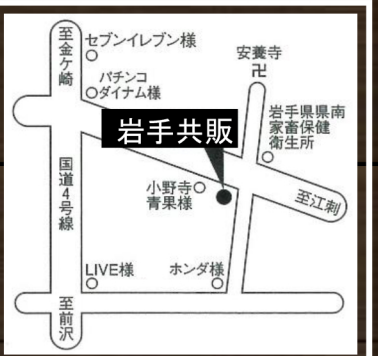 至金ケ崎
セブンイレブン様
パチンコ
ダイナム様
安養寺
卍
岩手県県南
家畜保健
衛生所
岩手共販
国道4号線
小野寺
青果様
至江刺
LIVE様
ホンダ様
至前沢